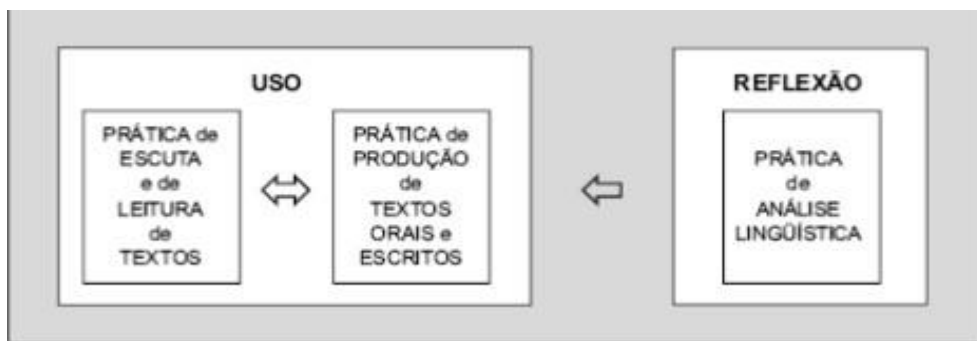 USO
PRÁTICA de
ESCUTA
e de
LEITURA
de
TEXTOS
PRÁTICA de
PRODUÇÃO
de
TEXTOS
ORAIS e
ESCRITOS
REFLEXÃO
PRÁTICA
de
ANÁLISE
LINGÜÍSTICA